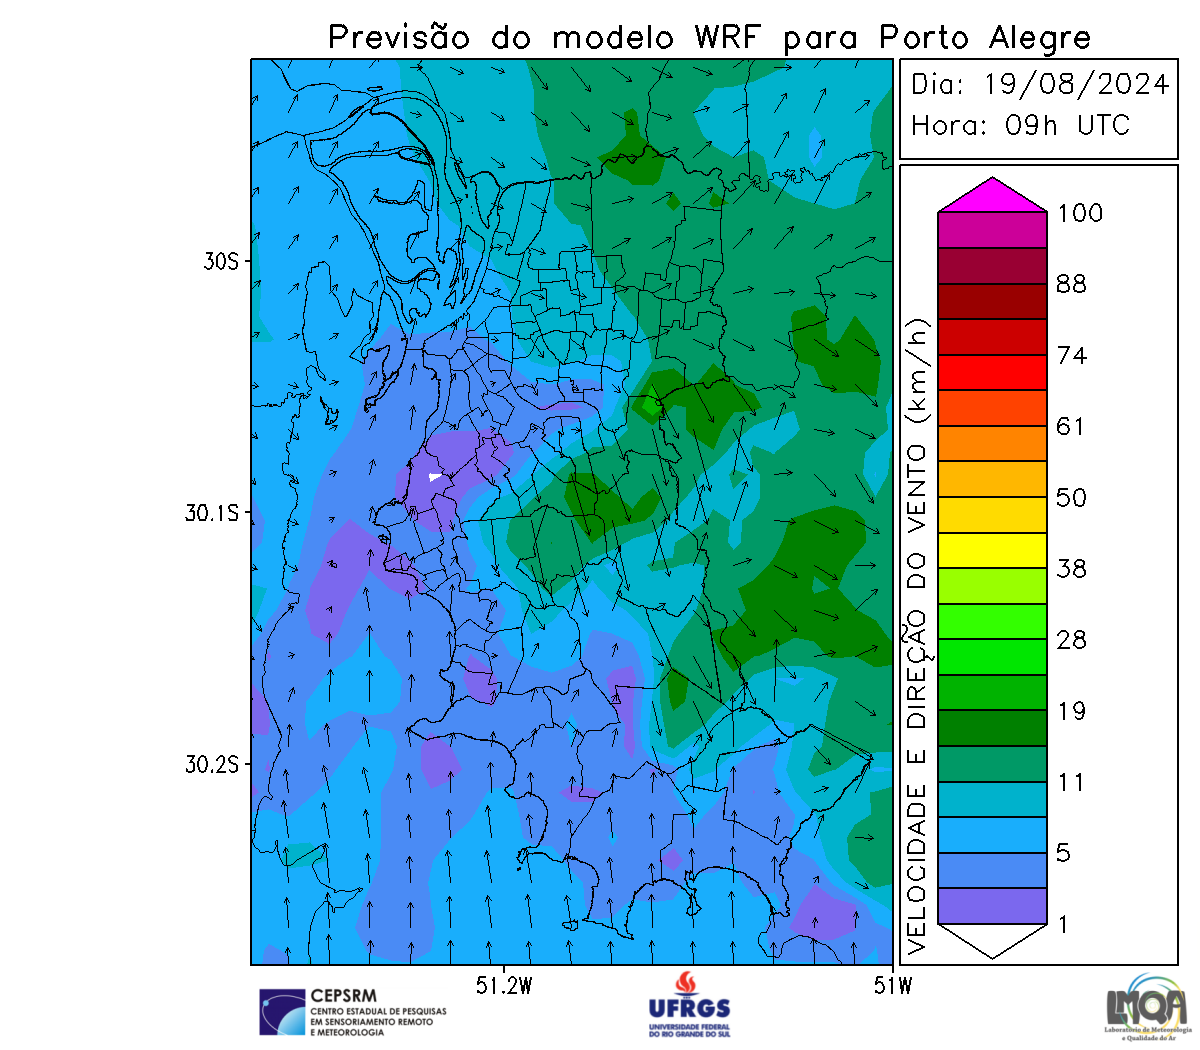 Previsão do modelo WRF para Porto Alegre
Dia: 19/08/2024
Hora: 09h UTC
30S
30.1S
30.2S
51.2W
51W
VELOCIDADE E DIREÇÃO DO VENTO (km/h)
100
88
74
61
50
38
28
19
11
5
1
CEPSRM
CENTRO ESTADUAL DE PESQUISAS
EM SENSORIAMENTO REMOTO
E METEOROLOGIA
UFRGS
UNIVERSIDADE FEDERAL
DO RIO GRANDE DO SUL
LMQA
Laboratório de Meteorologia
e Qualidade do Ar